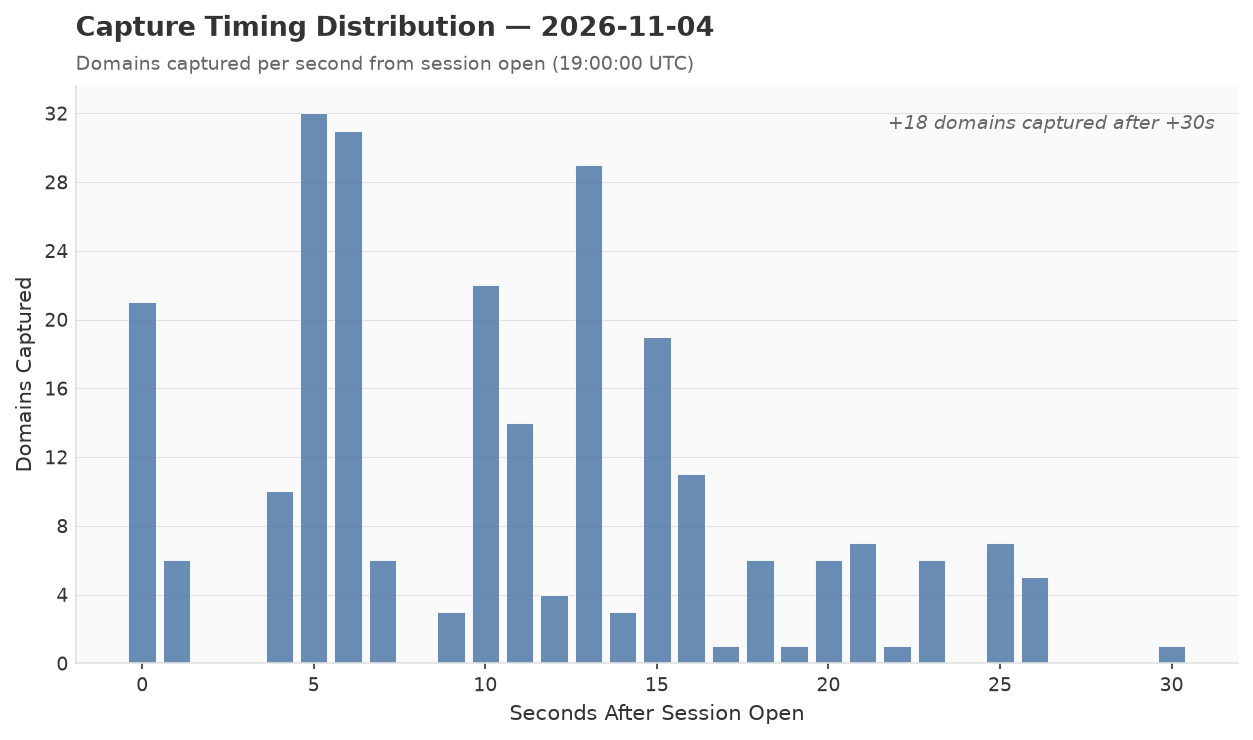 Capture Timing Distribution — 2026-11-04
Domains captured per second from session open (19:00:00 UTC)
+18 domains captured after +30s
Domains Captured
32
28
24
20
16
12
8
4
0
0 5 10 15 20 25 30
Seconds After Session Open